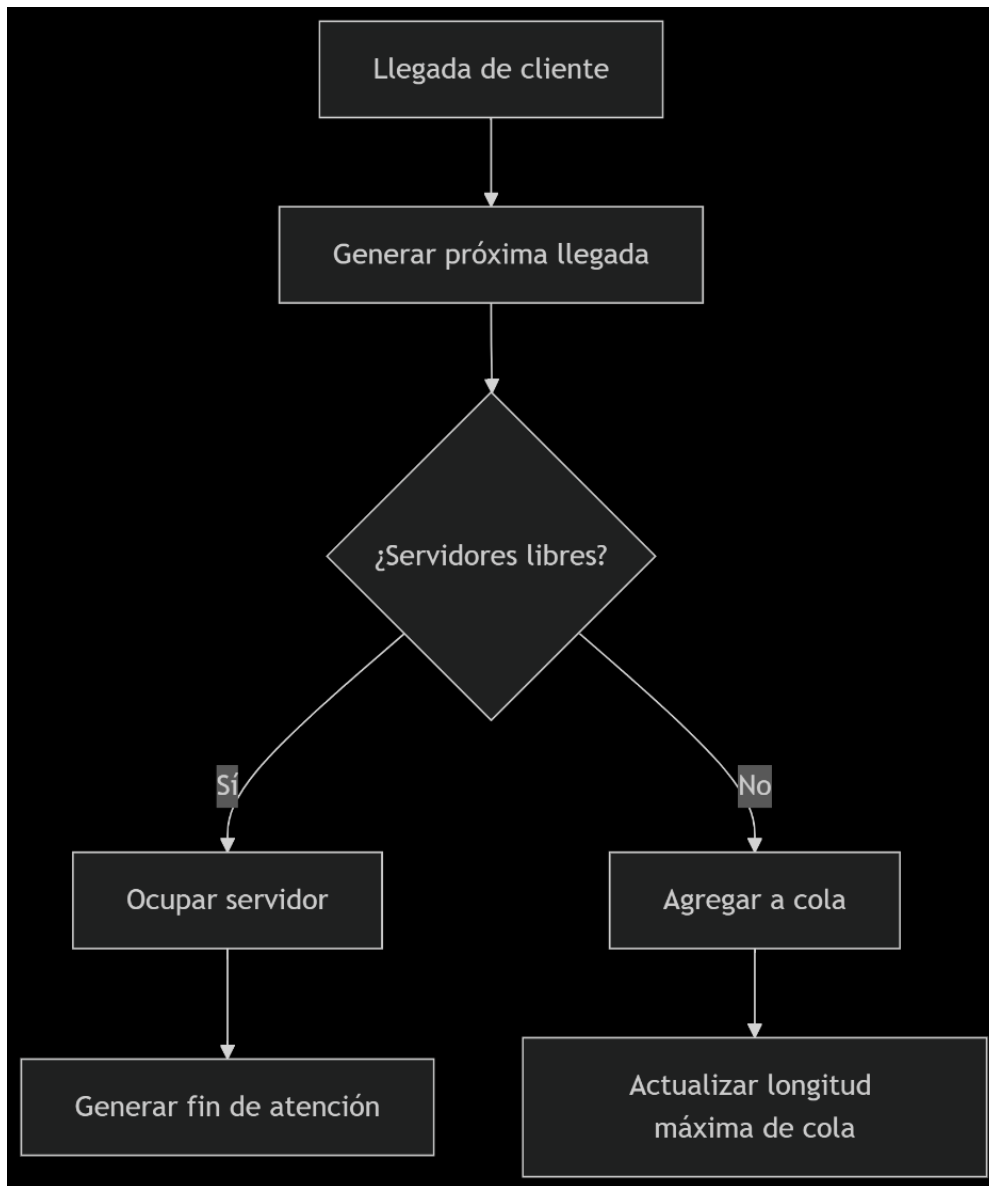 Llegada de cliente
Generar próxima llegada
¿Servidores libres?
Sí
No
Ocupar servidor
Agregar a cola
Generar fin de atención
Actualizar longitud
máxima de cola